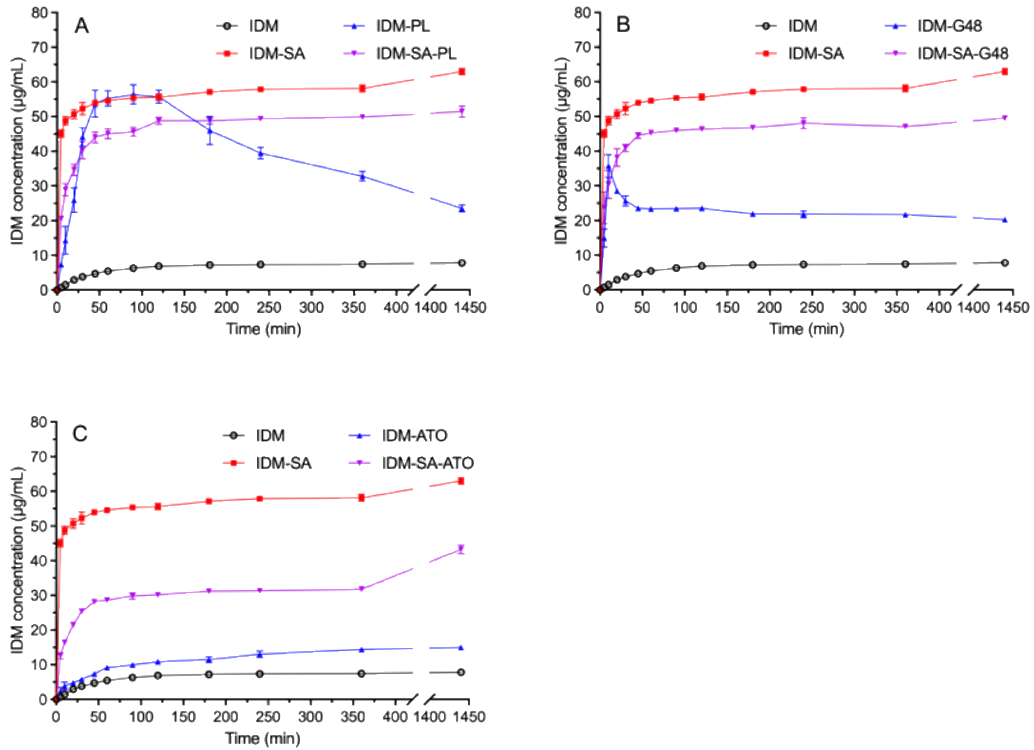 A
IDM
IDM-PL
IDM-SA
IDM-SA-PL
IDM concentration (µg/mL)
80
70
60
50
40
30
20
10
0
0 50 100 150 200 250 300 350 400 1400 1450
Time (min)
B
IDM
IDM-G48
IDM-SA
IDM-SA-G48
IDM concentration (µg/mL)
80
70
60
50
40
30
20
10
0
0 50 100 150 200 250 300 350 400 1400 1450
Time (min)
C
IDM
IDM-ATO
IDM-SA
IDM-SA-ATO
IDM concentration (µg/mL)
80
70
60
50
40
30
20
10
0
0 50 100 150 200 250 300 350 400 1400 1450
Time (min)